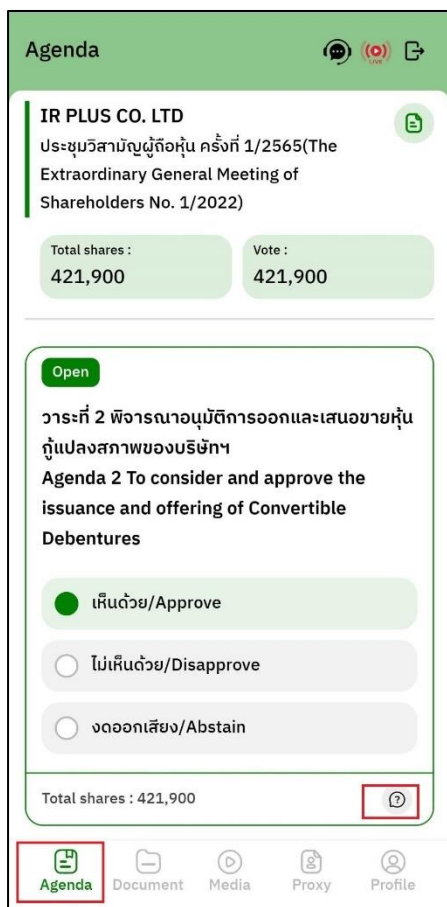 Agenda
LIVE
IR PLUS CO. LTD
ประชุมวิสามัญผู้ถือหุ้น ครั้งที่ 1/2565(The
Extraordinary General Meeting of
Shareholders No. 1/2022)
Total shares :
421,900
Vote :
421,900
Open
วาระที่ 2 พิจารณาอนุมัติการออกและเสนอขายหุ้น
กู้แปลงสภาพของบริษัทฯ
Agenda 2 To consider and approve the
issuance and offering of Convertible
Debentures
เห็นด้วย/Approve
ไม่เห็นด้วย/Disapprove
งดออกเสียง/Abstain
Total shares : 421,900
Agenda
Document
Media
Proxy
Profile